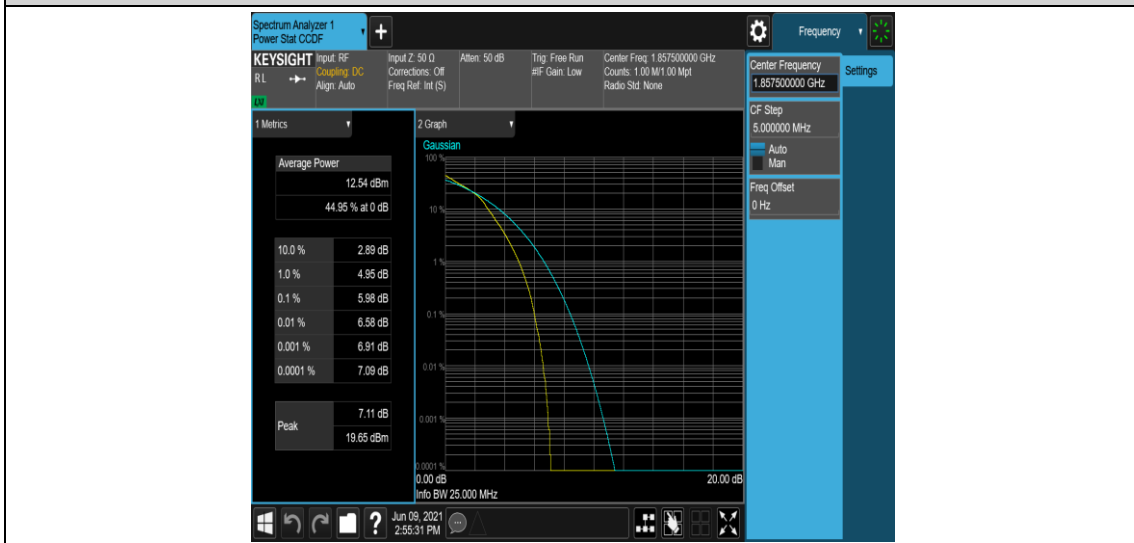 Spectrum Analyzer 1
Power Stat CCDF
+
Frequency
KEYSIGHT
RL
LXI
Input: RF
Coupling: DC
Align: Auto
Input Z: 50 Ω
Corrections: Off
Freq Ref: Int (S)
Atten: 50 dB
Trig: Free Run
#IF Gain: Low
Center Freq: 1.857500000 GHz
Counts: 1.00 M/1.00 Mpt
Radio Std: None
Center Frequency
1.857500000 GHz
Settings
CF Step
5.000000 MHz
Auto
Man
Freq Offset
0 Hz
1 Metrics
Average Power
12.54 dBm
44.95 % at 0 dB
10.0 % 2.89 dB
1.0 % 4.95 dB
0.1 % 5.98 dB
0.01 % 6.58 dB
0.001 % 6.91 dB
0.0001 % 7.09 dB
Peak
7.11 dB
19.65 dBm
2 Graph
Gaussian
100 %
10 %
1 %
0.1 %
0.01 %
0.001 %
0.0001 %
0.00 dB 20.00 dB
Info BW 25.000 MHz
?
Jun 09, 2021
2:55:31 PM